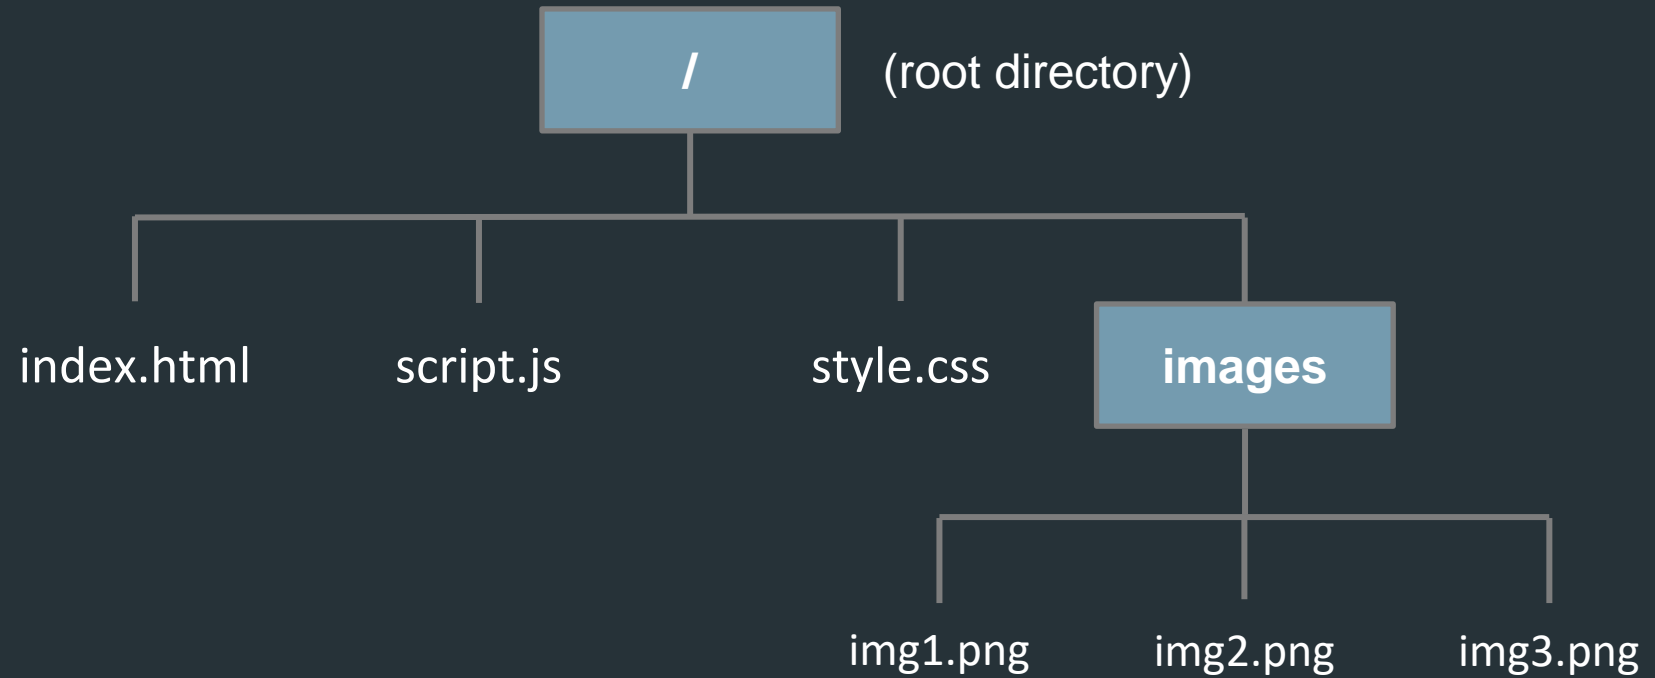 /
(root directory)
index.html
script.js
style.css
images
img1.png
img2.png
img3.png